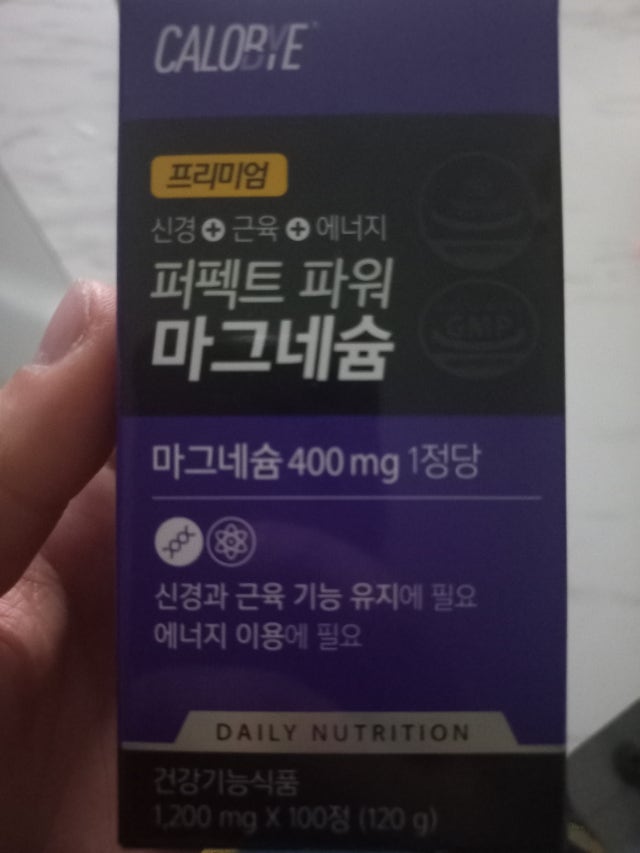 CALOBYE
프리미엄
신경+근육+에너지
퍼펙트 파워
마그네슘
GMP
마그네슘 400 mg 1정당
신경과 근육 기능 유지에 필요
에너지 이용에 필요
DAILY NUTRITION
건강기능식품
1,200 mg X 100정 (120 g)